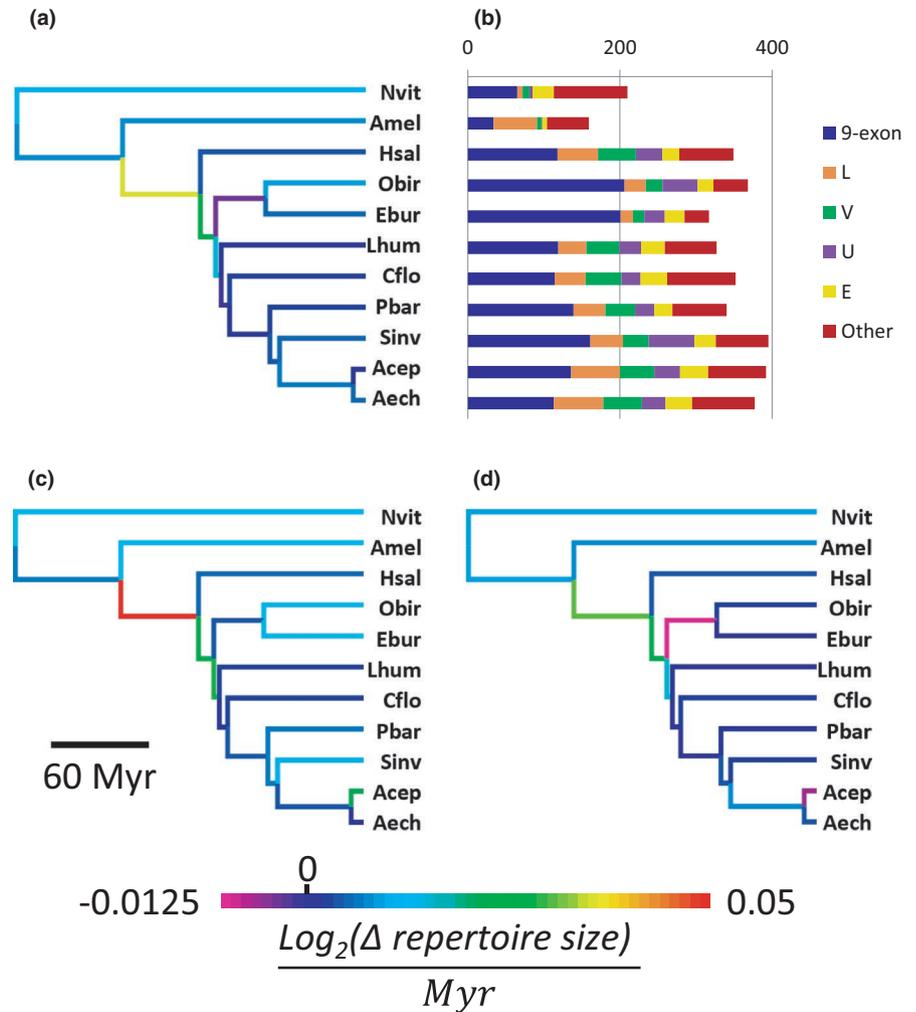 (a)
Nvit
Amel
Hsal
Obir
Ebur
Lhum
Cflo
Pbar
Sinv
Acep
Aech
(b)
0 200 400
9-exon
L
V
U
E
Other
(c)
Nvit
Amel
Hsal
Obir
Ebur
Lhum
Cflo
Pbar
Sinv
Acep
Aech
60 Myr
(d)
Nvit
Amel
Hsal
Obir
Ebur
Lhum
Cflo
Pbar
Sinv
Acep
Aech
0
-0.0125 0.05
Log₂(Δ repertoire size)
Myr